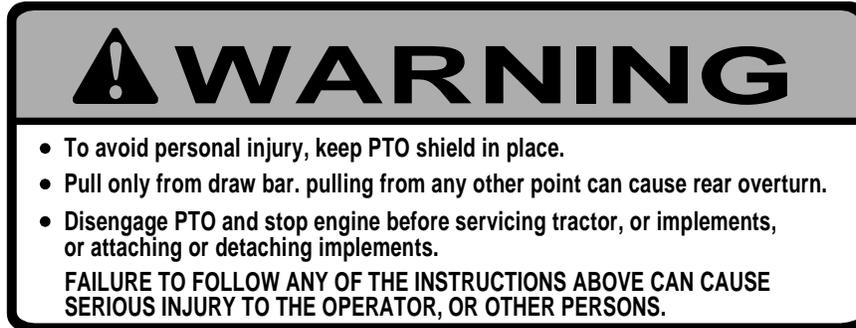 WARNING
• To avoid personal injury, keep PTO shield in place.
• Pull only from draw bar. pulling from any other point can cause rear overturn.
• Disengage PTO and stop engine before servicing tractor, or implements,
or attaching or detaching implements.
FAILURE TO FOLLOW ANY OF THE INSTRUCTIONS ABOVE CAN CAUSE
SERIOUS INJURY TO THE OPERATOR, OR OTHER PERSONS.